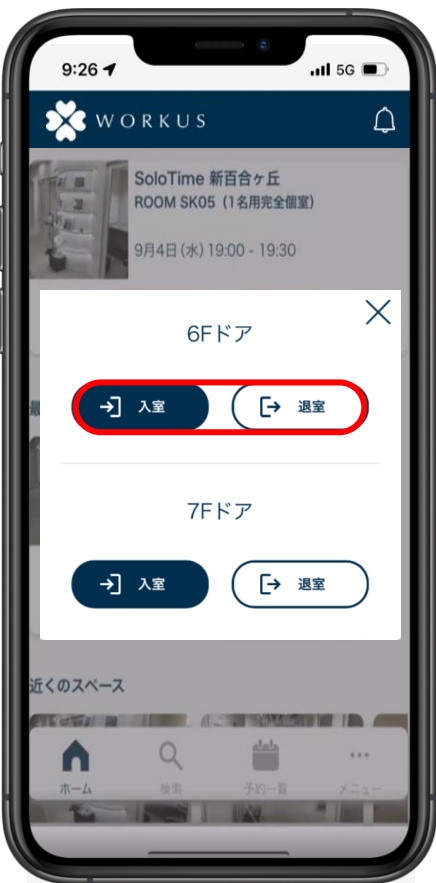 9:26
5G
WORKUS
SoloTime 新百合ヶ丘
ROOM SK05（1名用完全個室）
9月4日（水）19:00 - 19:30
6Fドア
入室
退室
最
7Fドア
入室
退室
近くのスペース
ホーム
検索
予約一覧
メニュー